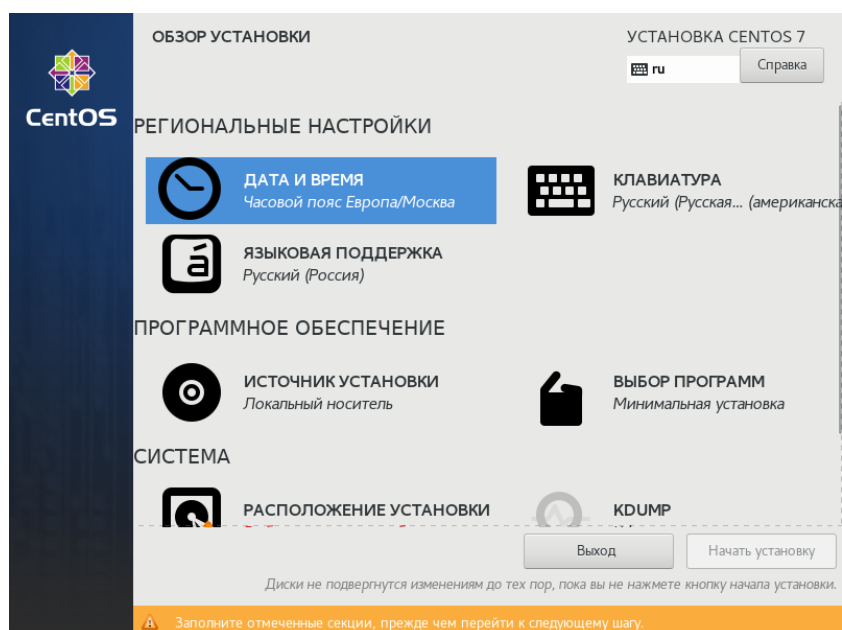 ОБЗОР УСТАНОВКИ
УСТАНОВКА CENTOS 7
ru
Справка
CentOS
РЕГИОНАЛЬНЫЕ НАСТРОЙКИ
ДАТА И ВРЕМЯ
Часовой пояс Европа/Москва
КЛАВИАТУРА
Русский (Русская... (американска
ЯЗЫКОВАЯ ПОДДЕРЖКА
Русский (Россия)
ПРОГРАММНОЕ ОБЕСПЕЧЕНИЕ
ИСТОЧНИК УСТАНОВКИ
Локальный носитель
ВЫБОР ПРОГРАММ
Минимальная установка
СИСТЕМА
РАСПОЛОЖЕНИЕ УСТАНОВКИ
KDUMP
Выход
Начать установку
Диски не подвергнутся изменениям до тех пор, пока вы не нажмете кнопку начала установки.
Заполните отмеченные секции, прежде чем перейти к следующему шагу.